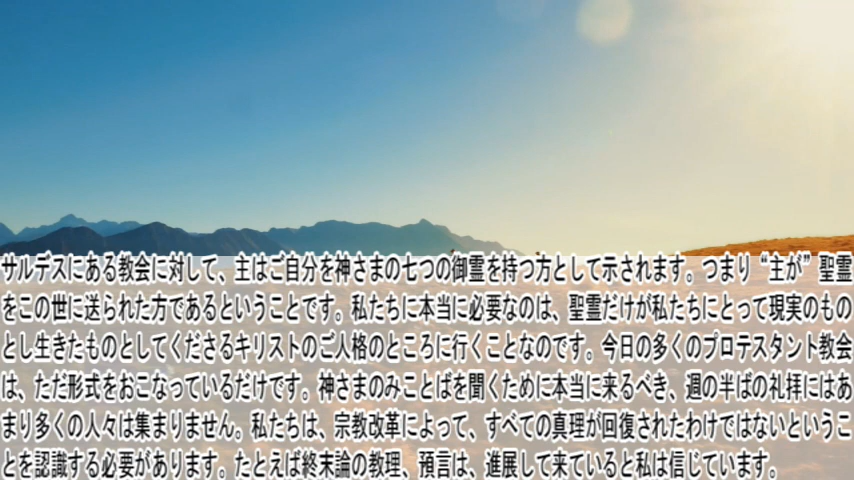 サルデスにある教会に対して、主はご自分を神さまの七つの御霊を持つ方として示されます。つまり“主が”聖霊
をこの世に送られた方であるということです。私たちに本当に必要なのは、聖霊だけが私たちにとって現実のもの
とし生きたものとしてくださるキリストのご人格のところに行くことなのです。今日の多くのプロテスタント教会
は、ただ形式をおこなっているだけです。神さまのみことばを聞くために本当に来るべき、週の半ばの礼拝にはあ
まり多くの人々は集まりません。私たちは、宗教改革によって、すべての真理が回復されたわけではないというこ
とを認識する必要があります。たとえば終末論の教理、預言は、進展して来ていると私は信じています。